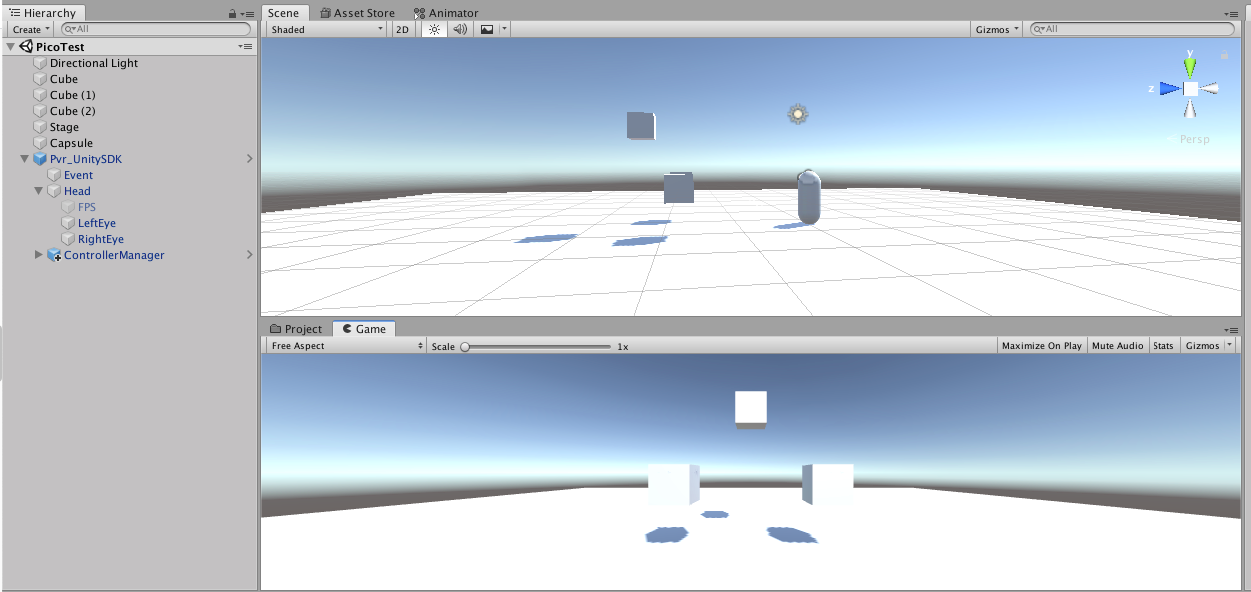 Hierarchy
Create All
PicoTest
Directional Light
Cube
Cube (1)
Cube (2)
Stage
Capsule
Pvr_UnitySDK
Event
Head
FPS
LeftEye
RightEye
ControllerManager
Scene Asset Store Animator
Shaded 2D Gizmos All
y
z
Persp
Project Game
Free Aspect Scale 1x Maximize On Play Mute Audio Stats Gizmos